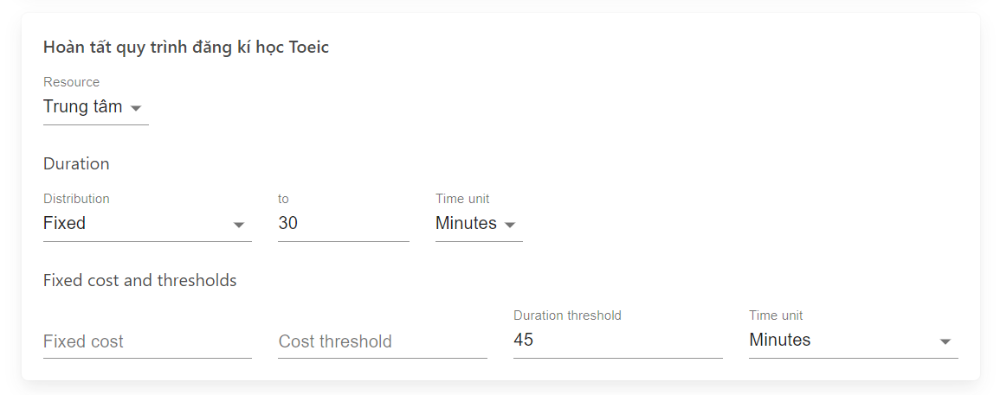 Hoàn tất quy trình đăng kí học Toeic
Resource
Trung tâm
Duration
Distribution to Time unit
Fixed 30 Minutes
Fixed cost and thresholds
Duration threshold Time unit
Fixed cost Cost threshold 45 Minutes